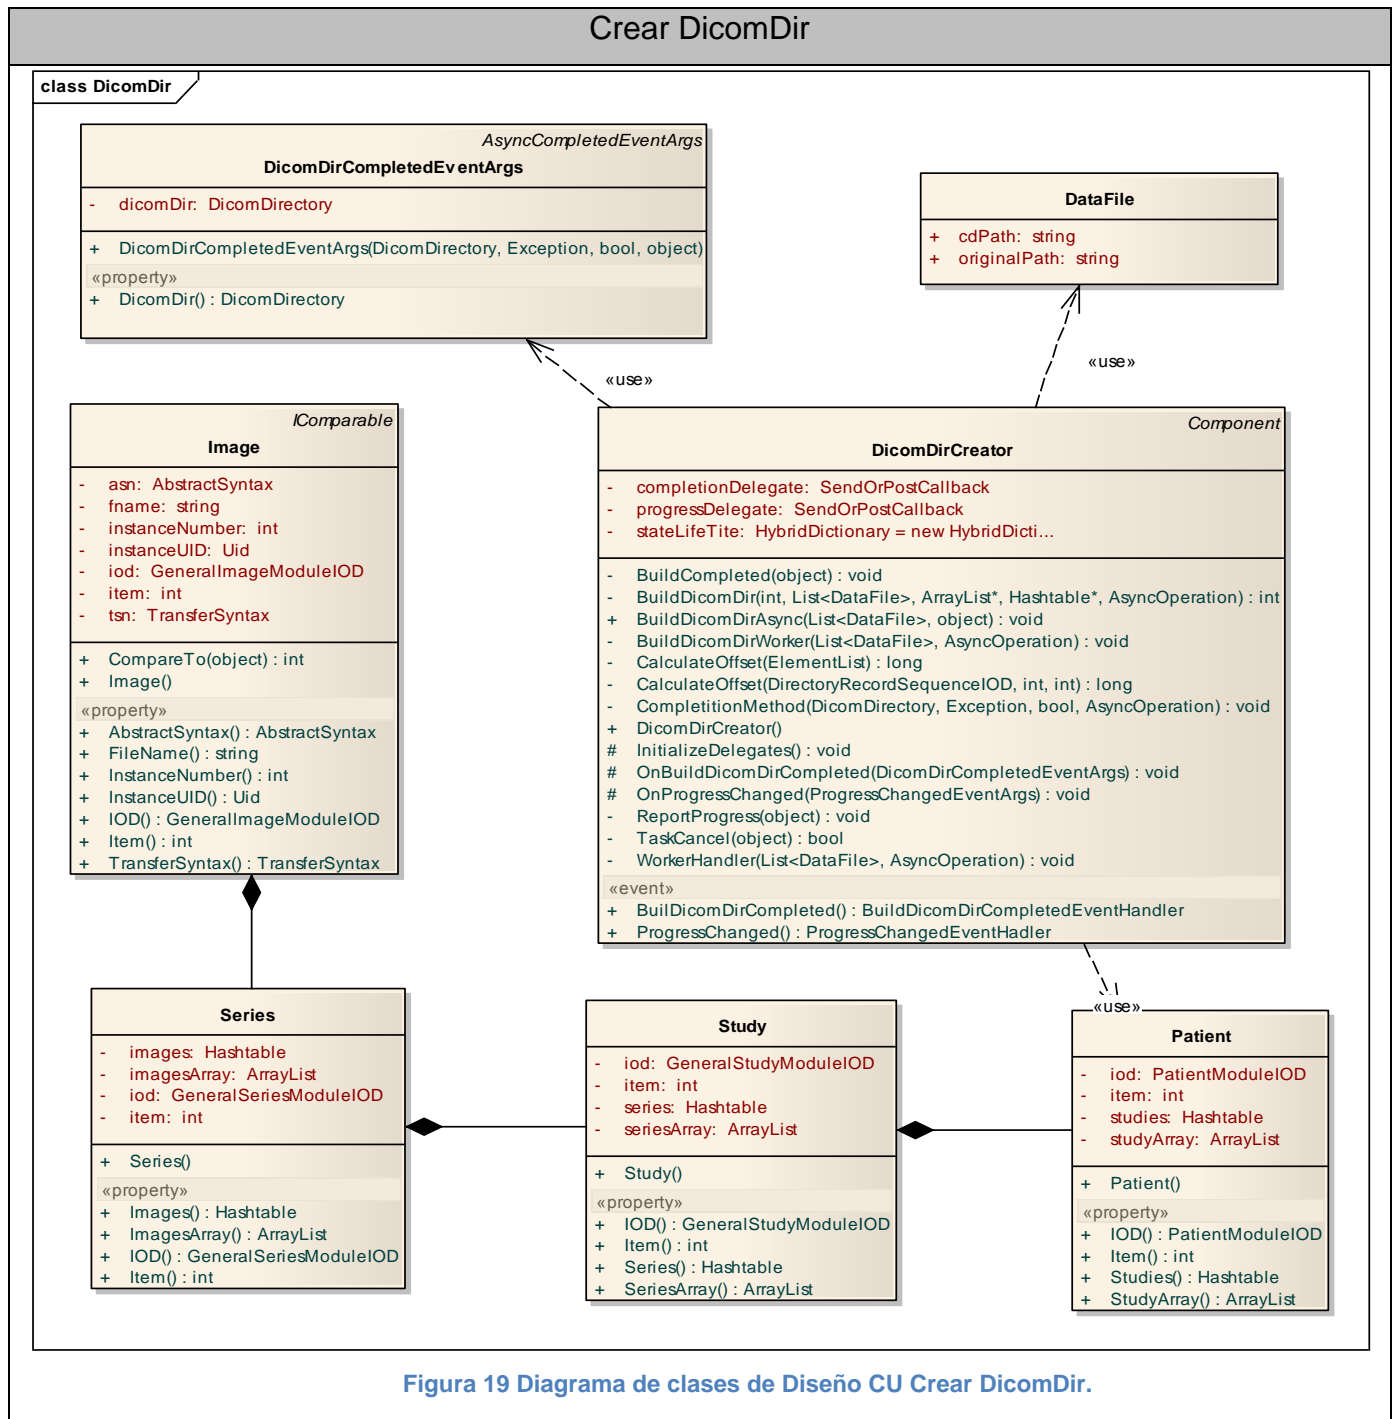 Crear DicomDir
class DicomDir
AsyncCompletedEventArgs
DicomDirCompletedEventArgs
- dicomDir: DicomDirectory
+ DicomDirCompletedEventArgs(DicomDirectory, Exception, bool, object)
«property»
+ DicomDir() : DicomDirectory
DataFile
+ cdPath: string
+ originalPath: string
«use»
«use»
IComparable
Image
- asn: AbstractSyntax
- fname: string
- instanceNumber: int
- instanceUID: Uid
- iod: GeneralImageModuleIOD
- item: int
- tsn: TransferSyntax
+ CompareTo(object) : int
+ Image()
«property»
+ AbstractSyntax() : AbstractSyntax
+ FileName() : string
+ InstanceNumber() : int
+ InstanceUID() : Uid
+ IOD() : GeneralImageModuleIOD
+ Item() : int
+ TransferSyntax() : TransferSyntax
Component
DicomDirCreator
- completionDelegate: SendOrPostCallback
- progressDelegate: SendOrPostCallback
- stateLifeTite: HybridDictionary = new HybridDicti...
- BuildCompleted(object) : void
- BuildDicomDir(int, List<DataFile>, ArrayList*, Hashtable*, AsyncOperation) : int
+ BuildDicomDirAsync(List<DataFile>, object) : void
- BuildDicomDirWorker(List<DataFile>, AsyncOperation) : void
- CalculateOffset(ElementList) : long
- CalculateOffset(DirectoryRecordSequenceIOD, int, int) : long
- CompletitionMethod(DicomDirectory, Exception, bool, AsyncOperation) : void
+ DicomDirCreator()
# InitializeDelegates() : void
# OnBuildDicomDirCompleted(DicomDirCompletedEventArgs) : void
# OnProgressChanged(ProgressChangedEventArgs) : void
- ReportProgress(object) : void
- TaskCancel(object) : bool
- WorkerHandler(List<DataFile>, AsyncOperation) : void
«event»
+ BuilDicomDirCompleted() : BuildDicomDirCompletedEventHandler
+ ProgressChanged() : ProgressChangedEventHadler
«use»
Series
- images: Hashtable
- imagesArray: ArrayList
- iod: GeneralSeriesModuleIOD
- item: int
+ Series()
«property»
+ Images() : Hashtable
+ ImagesArray() : ArrayList
+ IOD() : GeneralSeriesModuleIOD
+ Item() : int
Study
- iod: GeneralStudyModuleIOD
- item: int
- series: Hashtable
- seriesArray: ArrayList
+ Study()
«property»
+ IOD() : GeneralStudyModuleIOD
+ Item() : int
+ Series() : Hashtable
+ SeriesArray() : ArrayList
Patient
- iod: PatientModuleIOD
- item: int
- studies: Hashtable
- studyArray: ArrayList
+ Patient()
«property»
+ IOD() : PatientModuleIOD
+ Item() : int
+ Studies() : Hashtable
+ StudyArray() : ArrayList
Figura 19 Diagrama de clases de Diseño CU Crear DicomDir.